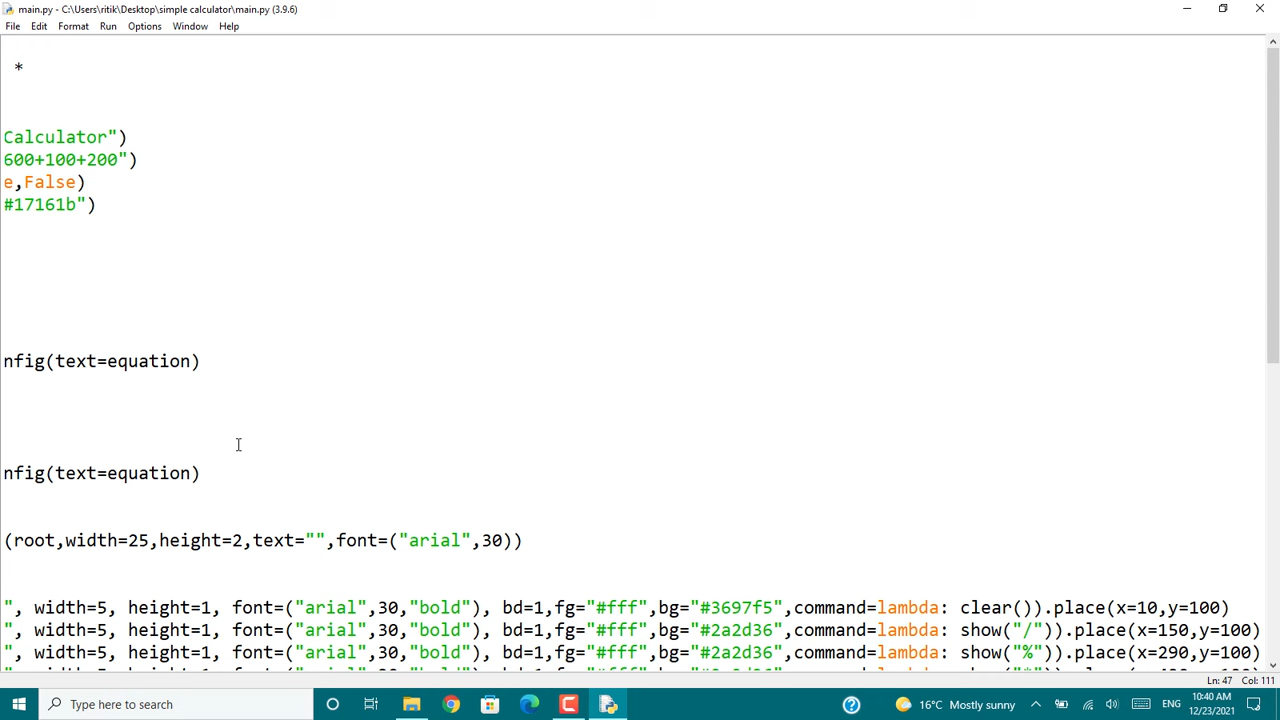 main.py - C:\Users\ritik\Desktop\simple calculator\main.py (3.9.6)
File Edit Format Run Options Window Help
*
Calculator")
600+100+200")
e,False)
#17161b")
nfig(text=equation)
nfig(text=equation)
(root,width=25,height=2,text="",font=("arial",30))
", width=5, height=1, font=("arial",30,"bold"), bd=1,fg="#fff",bg="#3697f5",command=lambda: clear()).place(x=10,y=100)
", width=5, height=1, font=("arial",30,"bold"), bd=1,fg="#fff",bg="#2a2d36",command=lambda: show("/")).place(x=150,y=100)
", width=5, height=1, font=("arial",30,"bold"), bd=1,fg="#fff",bg="#2a2d36",command=lambda: show("%")).place(x=290,y=100)
Ln: 47 Col: 111
Type here to search
16°C Mostly sunny
ENG
10:40 AM
12/23/2021